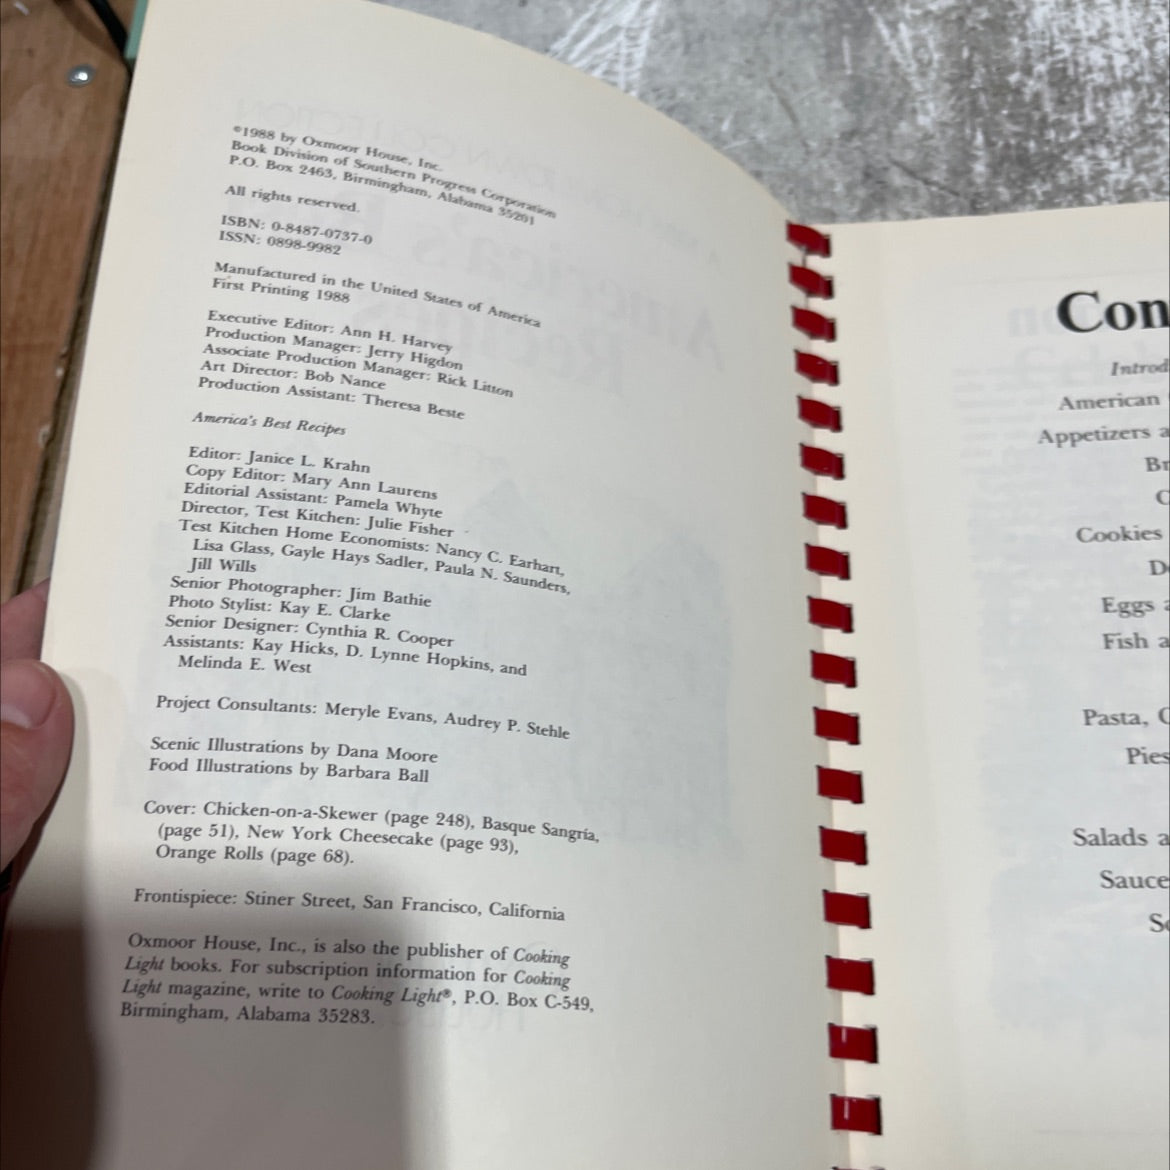 ©1988 by Oxmoor House, Inc.
Book Division of Southern Progress Corporation
P.O. Box 2463, Birmingham, Alabama 35201
All rights reserved.
ISBN: 0-8487-0737-0
ISSN: 0898-9982
Manufactured in the United States of America
First Printing 1988
Executive Editor: Ann H. Harvey
Production Manager: Jerry Higdon
Associate Production Manager: Rick Litton
Art Director: Bob Nance
Production Assistant: Theresa Beste
America's Best Recipes
Editor: Janice L. Krahn
Copy Editor: Mary Ann Laurens
Editorial Assistant: Pamela Whyte
Director, Test Kitchen: Julie Fisher
Test Kitchen Home Economists: Nancy C. Earhart,
Lisa Glass, Gayle Hays Sadler, Paula N. Saunders,
Jill Wills
Senior Photographer: Jim Bathie
Photo Stylist: Kay E. Clarke
Senior Designer: Cynthia R. Cooper
Assistants: Kay Hicks, D. Lynne Hopkins, and
Melinda E. West
Project Consultants: Meryle Evans, Audrey P. Stehle
Scenic Illustrations by Dana Moore
Food Illustrations by Barbara Ball
Cover: Chicken-on-a-Skewer (page 248), Basque Sangría,
(page 51), New York Cheesecake (page 93),
Orange Rolls (page 68).
Frontispiece: Stiner Street, San Francisco, California
Oxmoor House, Inc., is also the publisher of Cooking
Light books. For subscription information for Cooking
Light magazine, write to Cooking Light®, P.O. Box C-549,
Birmingham, Alabama 35283.
Con
Introd
American
Appetizers a
Br
C
Cookies
De
Eggs a
Fish a
Pasta, C
Pies
Salads a
Sauce
So